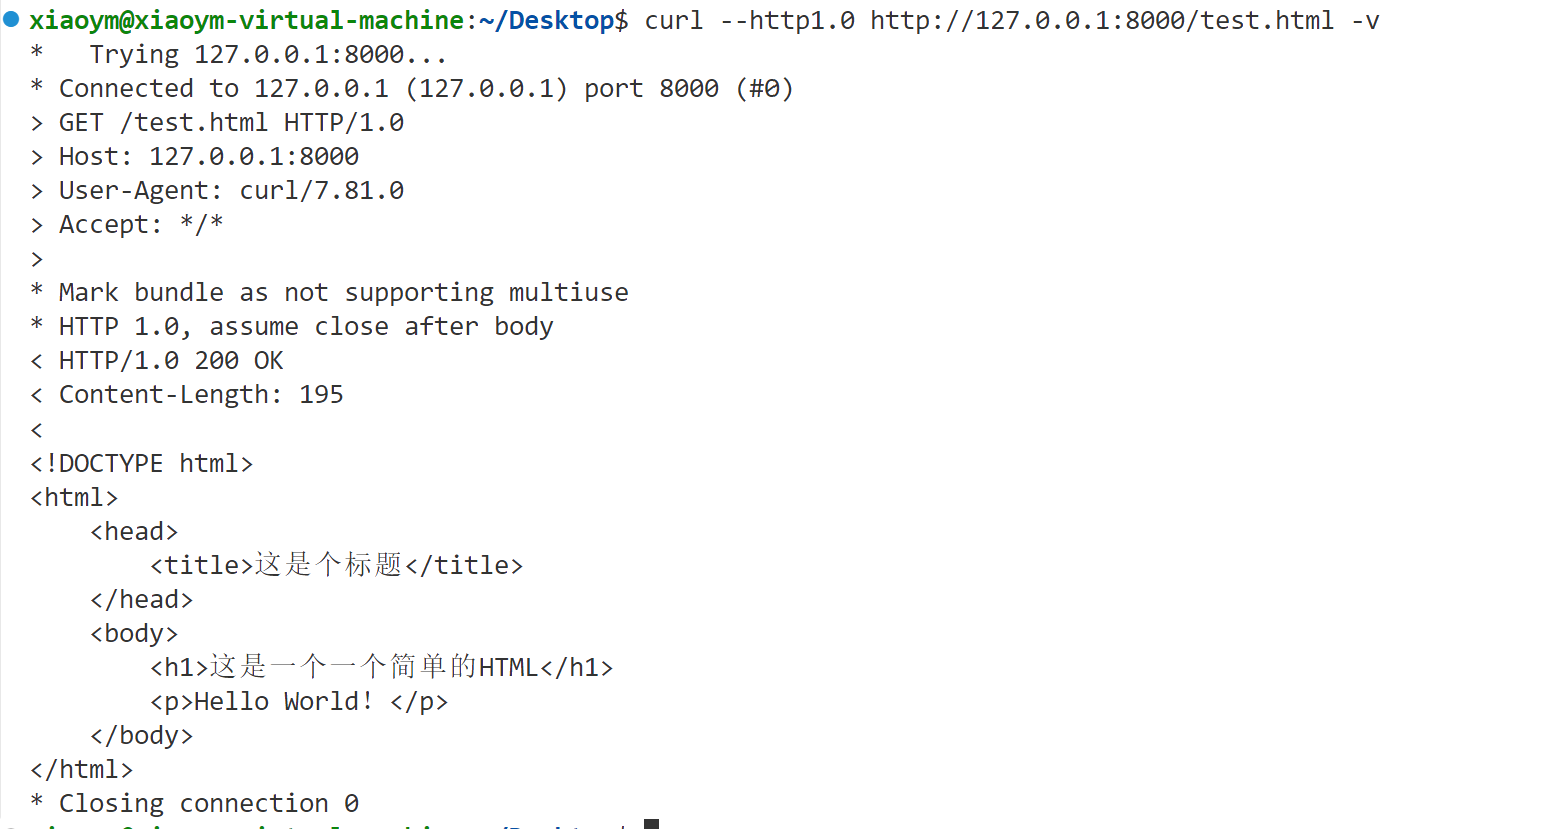 xiaoym@xiaoym-virtual-machine:~/Desktop$ curl --http1.0 http://127.0.0.1:8000/test.html -v
*   Trying 127.0.0.1:8000...
* Connected to 127.0.0.1 (127.0.0.1) port 8000 (#0)
> GET /test.html HTTP/1.0
> Host: 127.0.0.1:8000
> User-Agent: curl/7.81.0
> Accept: */*
>
* Mark bundle as not supporting multiuse
* HTTP 1.0, assume close after body
< HTTP/1.0 200 OK
< Content-Length: 195
<
<!DOCTYPE html>
<html>
    <head>
        <title>这是个标题</title>
    </head>
    <body>
        <h1>这是一个一个简单的HTML</h1>
        <p>Hello World! </p>
    </body>
</html>
* Closing connection 0